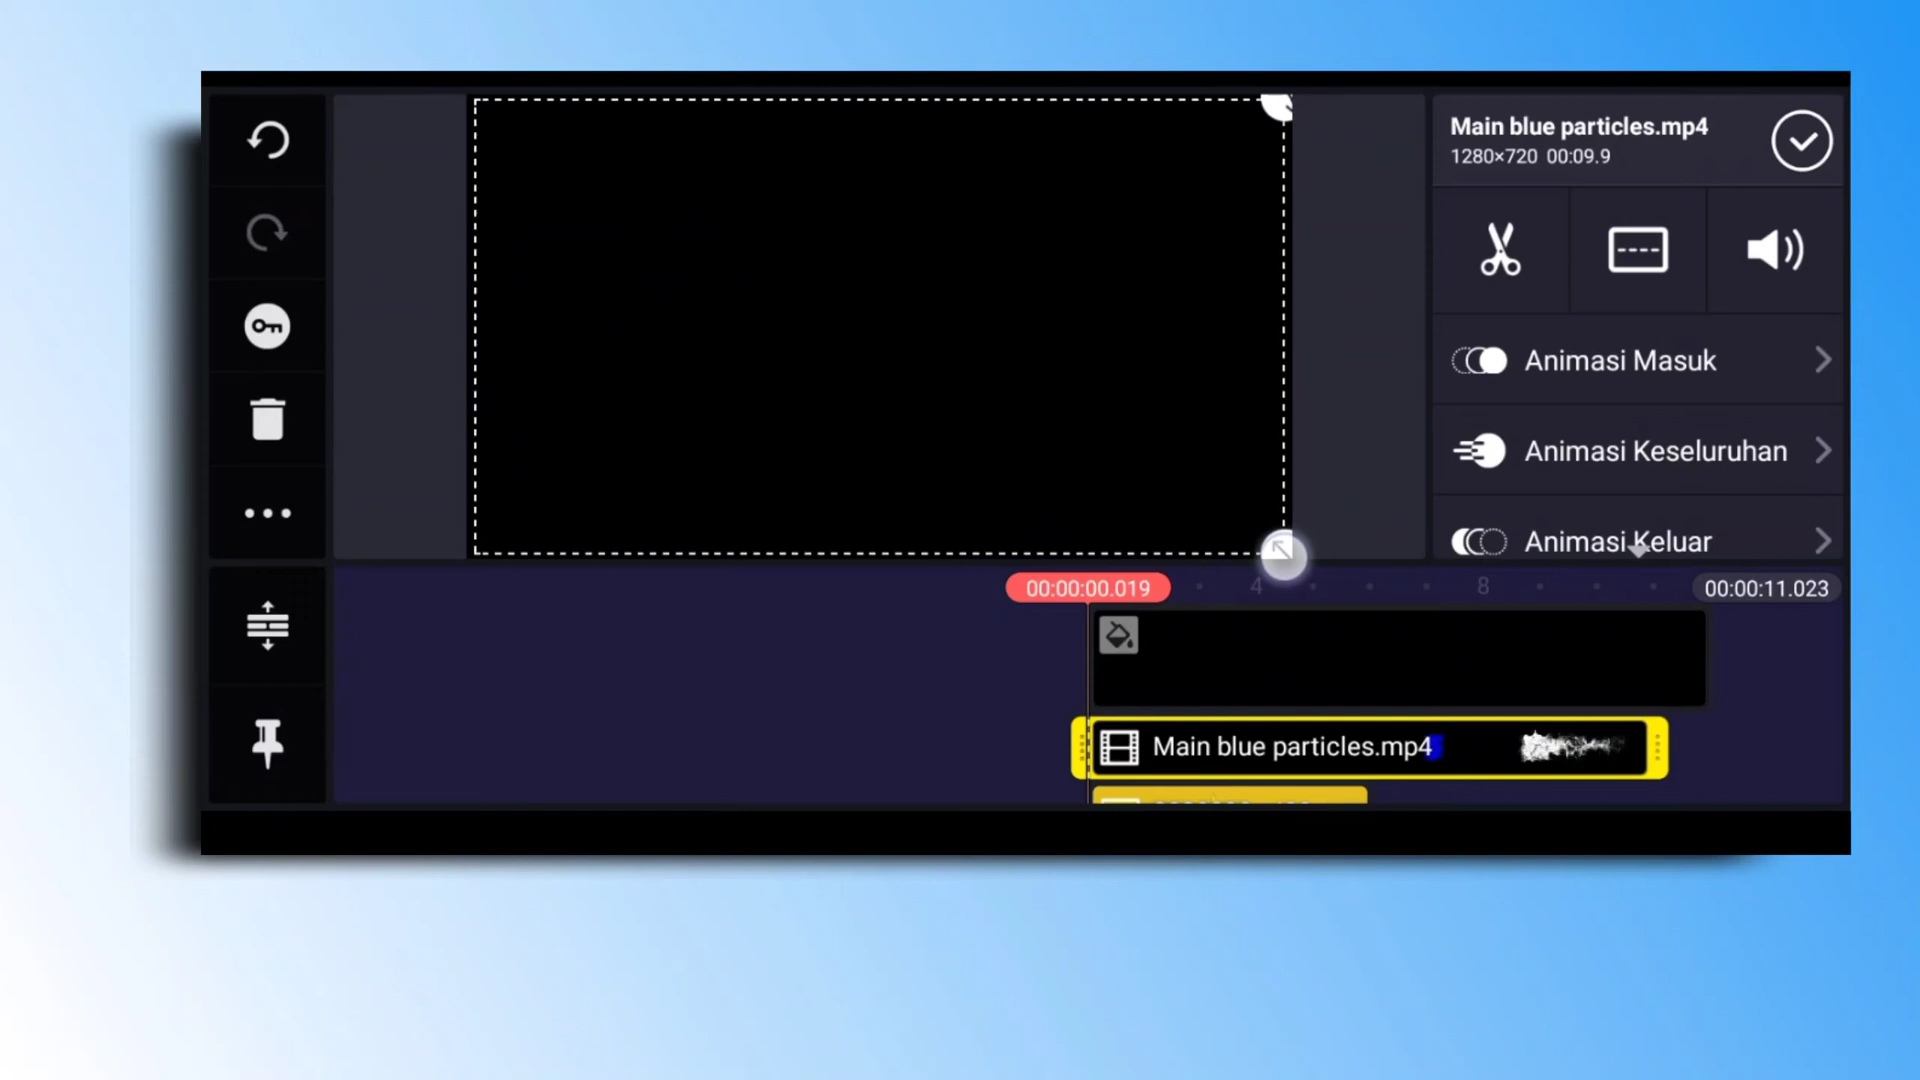 Main blue particles.mp4
1280×720 00:09.9
Animasi Masuk
Animasi Keseluruhan
Animasi Keluar
00:00:00.019
4
8
00:00:11.023
Main blue particles.mp4